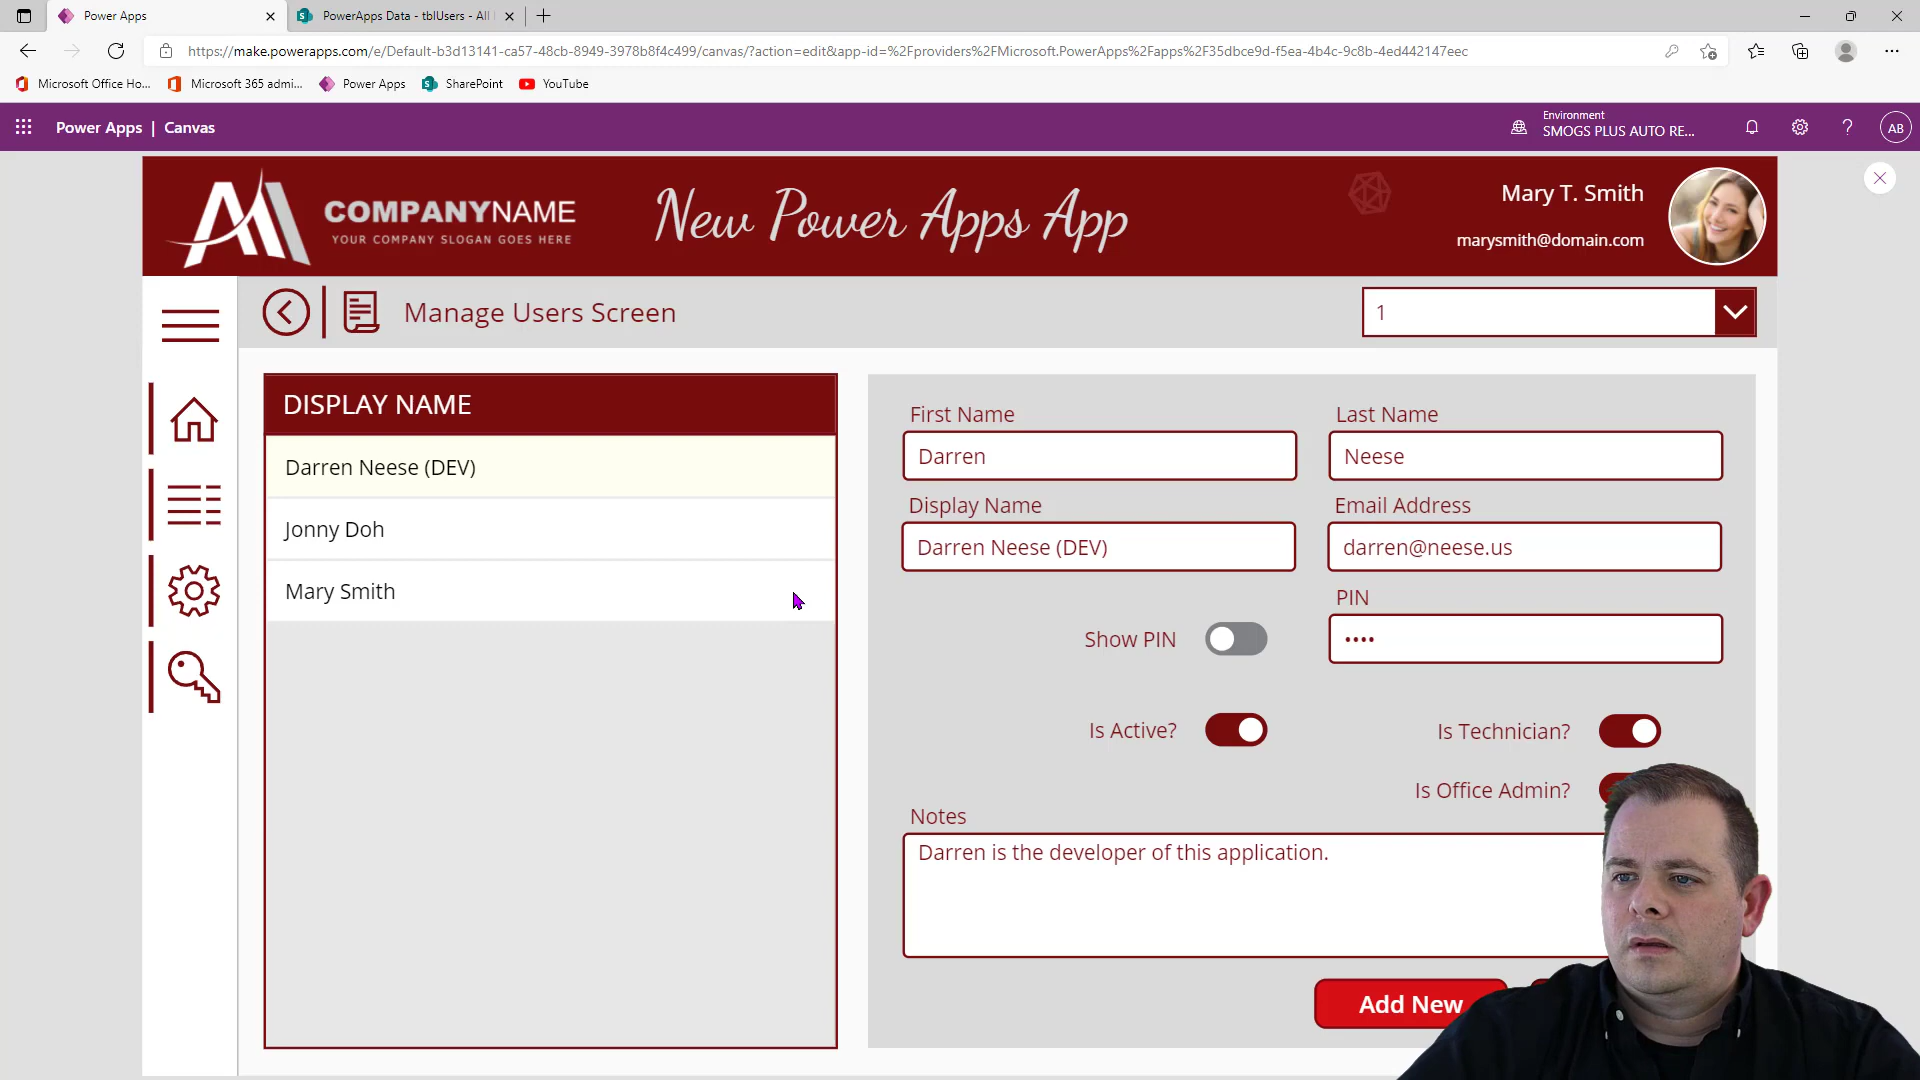 Power Apps
PowerApps Data - tblUsers - All
https://make.powerapps.com/e/Default-b3d13141-ca57-48cb-8949-3978b8f4c499/canvas/?action=edit&app-id=%2Fproviders%2FMicrosoft.PowerApps%2Fapps%2F35dbce9d-f5ea-4b4c-9c8b-4ed442147eec
Microsoft Office Ho...
Microsoft 365 admi...
Power Apps
SharePoint
YouTube
Power Apps | Canvas
Environment
SMOGS PLUS AUTO RE...
AB
COMPANYNAME
YOUR COMPANY SLOGAN GOES HERE
New Power Apps App
Mary T. Smith
marysmith@domain.com
Manage Users Screen
1
DISPLAY NAME
Darren Neese (DEV)
Jonny Doh
Mary Smith
First Name
Last Name
Darren
Neese
Display Name
Email Address
Darren Neese (DEV)
darren@neese.us
PIN
Show PIN
••••
Is Active?
Is Technician?
Is Office Admin?
Notes
Darren is the developer of this application.
Add New